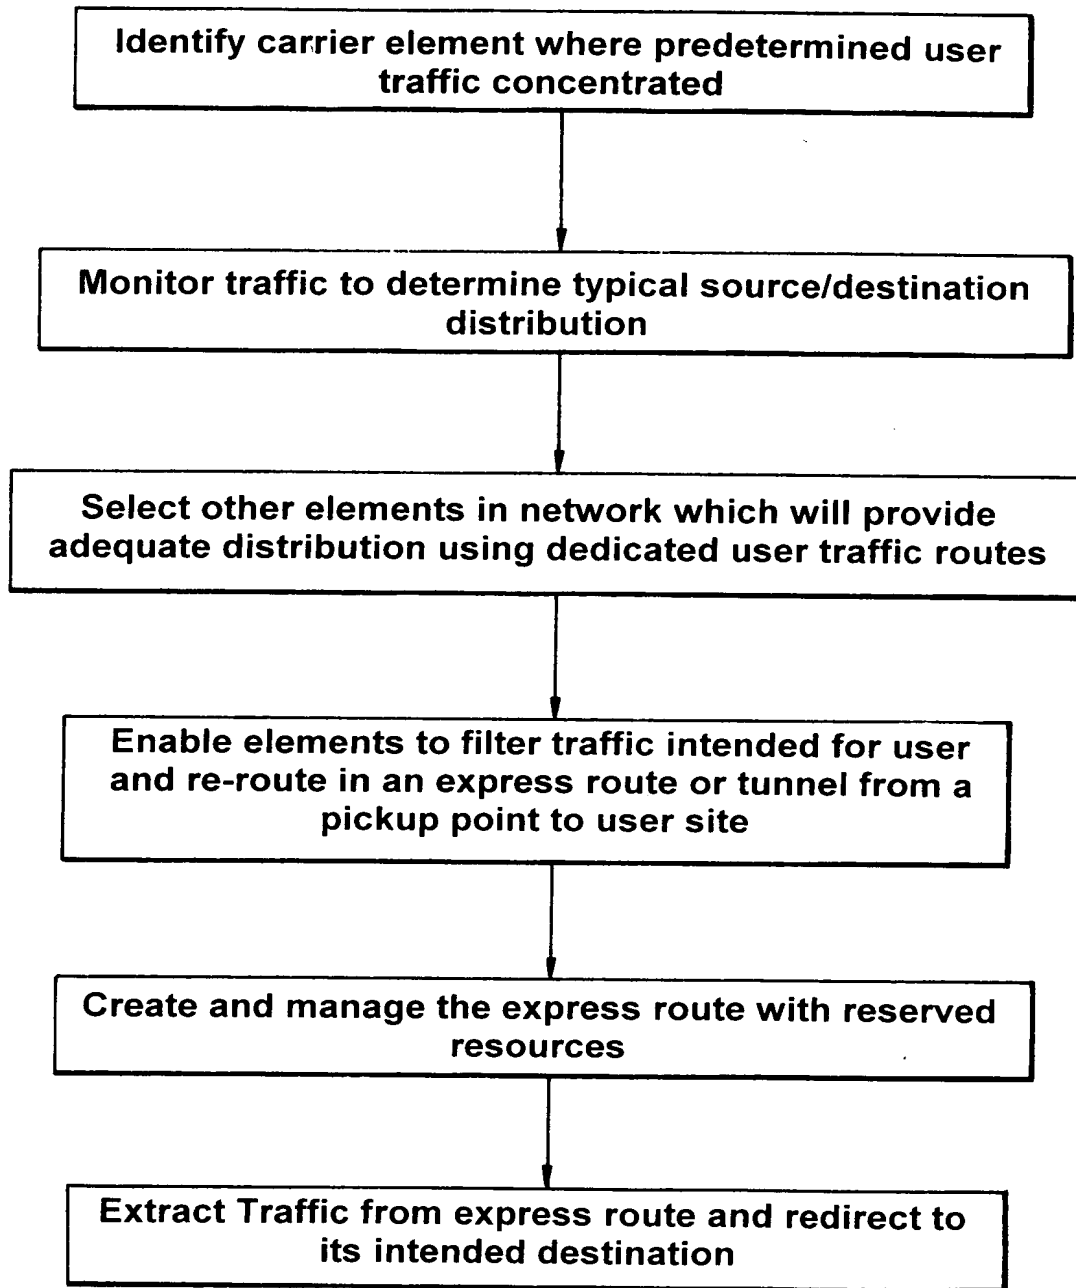 Identify carrier element where predetermined user
traffic concentrated
Monitor traffic to determine typical source/destination
distribution
Select other elements in network which will provide
adequate distribution using dedicated user traffic routes
Enable elements to filter traffic intended for user
and re-route in an express route or tunnel from a
pickup point to user site
Create and manage the express route with reserved
resources
Extract Traffic from express route and redirect to
its intended destination